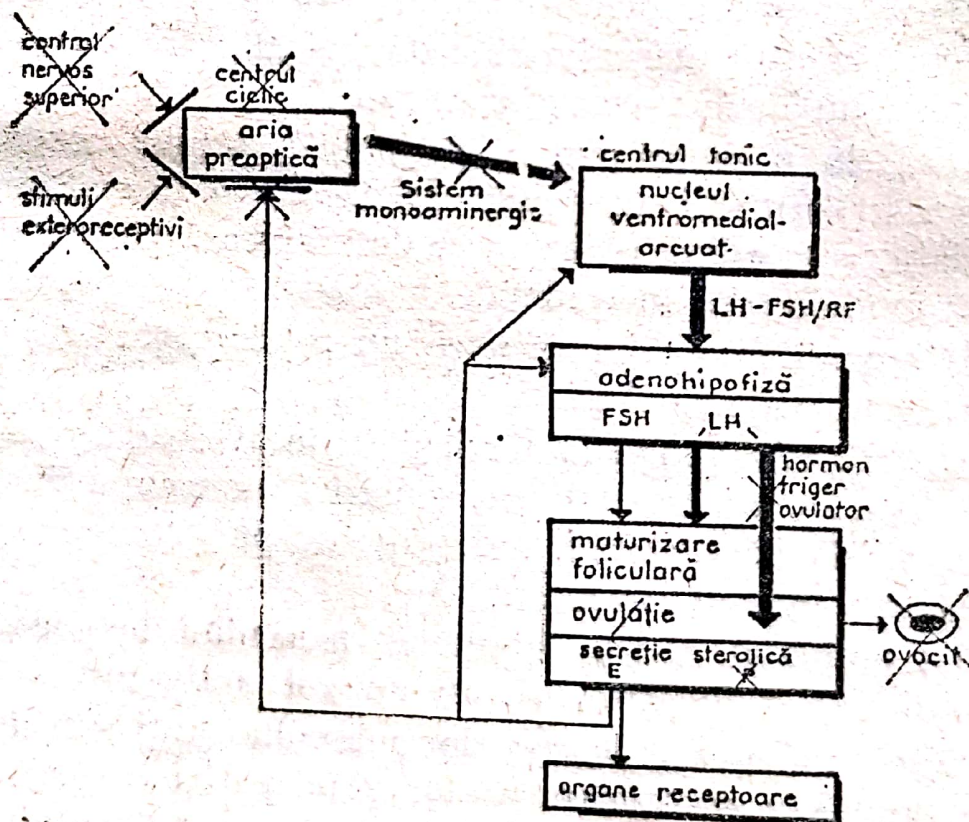 control
nervos
superior
centrul
ciclic
aria
preoptică
stimuli
exteroreceptivi
Sistem
monoaminergic
centrul tonic
nucleul
ventromedial-
arcuat
LH-FSH/RF
adenohipofiză
FSH LH
hormon
triger
ovulator
maturizare
foliculară
ovulație
secreție sterolică
E P
ovocit
organe receptoare